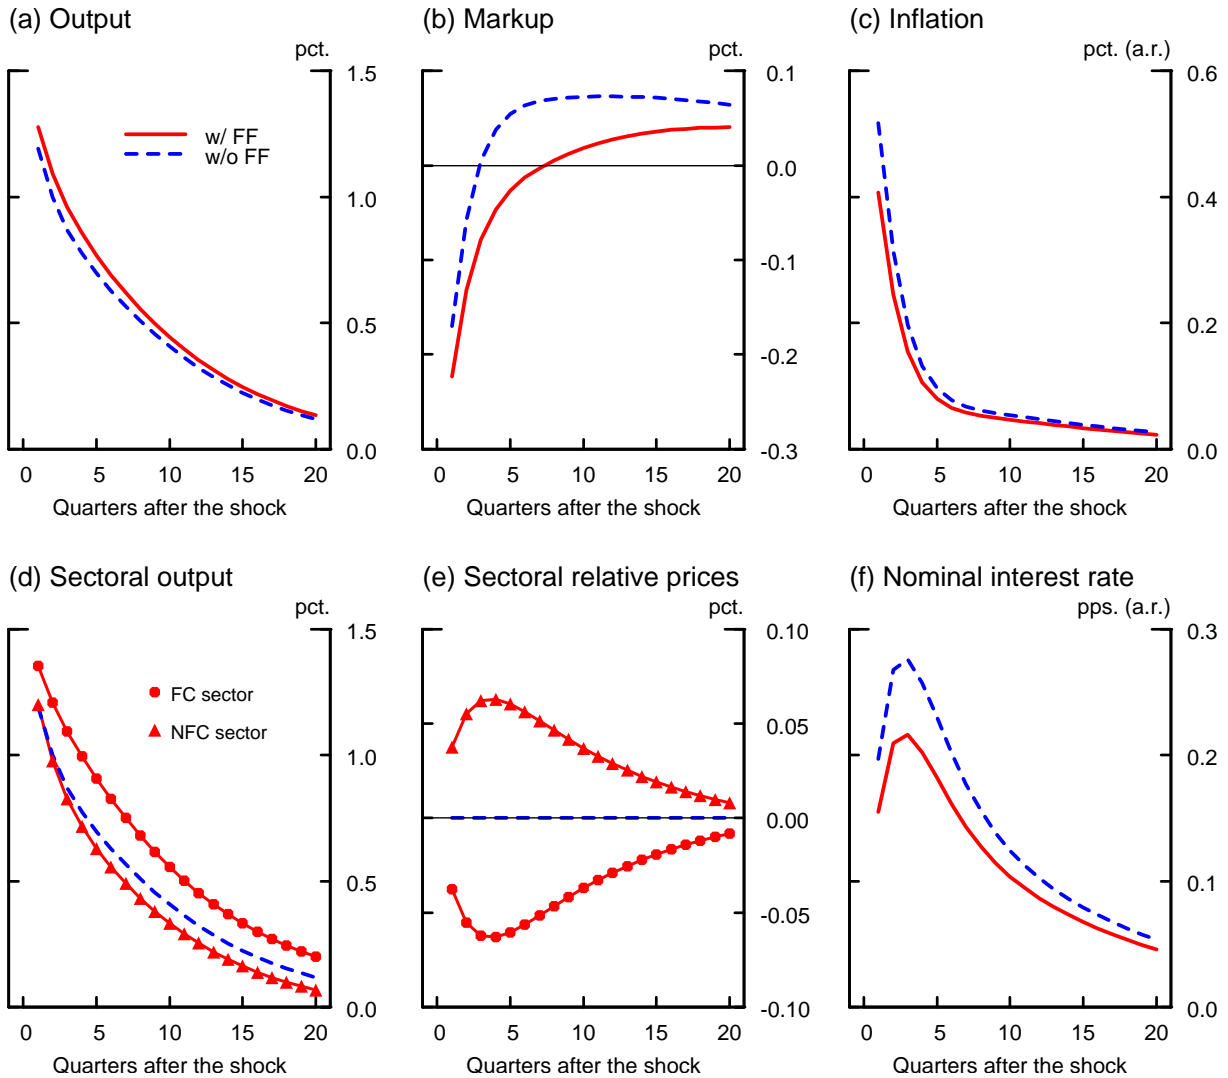 (a) Output
pct.
1.5
1.0
0.5
0.0
w/ FF
w/o FF
0 5 10 15 20
Quarters after the shock
(b) Markup
pct.
0.1
0.0
-0.1
-0.2
-0.3
0 5 10 15 20
Quarters after the shock
(c) Inflation
pct. (a.r.)
0.6
0.4
0.2
0.0
0 5 10 15 20
Quarters after the shock
(d) Sectoral output
pct.
1.5
1.0
0.5
0.0
FC sector
NFC sector
0 5 10 15 20
Quarters after the shock
(e) Sectoral relative prices
pct.
0.10
0.05
0.00
-0.05
-0.10
0 5 10 15 20
Quarters after the shock
(f) Nominal interest rate
pps. (a.r.)
0.3
0.2
0.1
0.0
0 5 10 15 20
Quarters after the shock